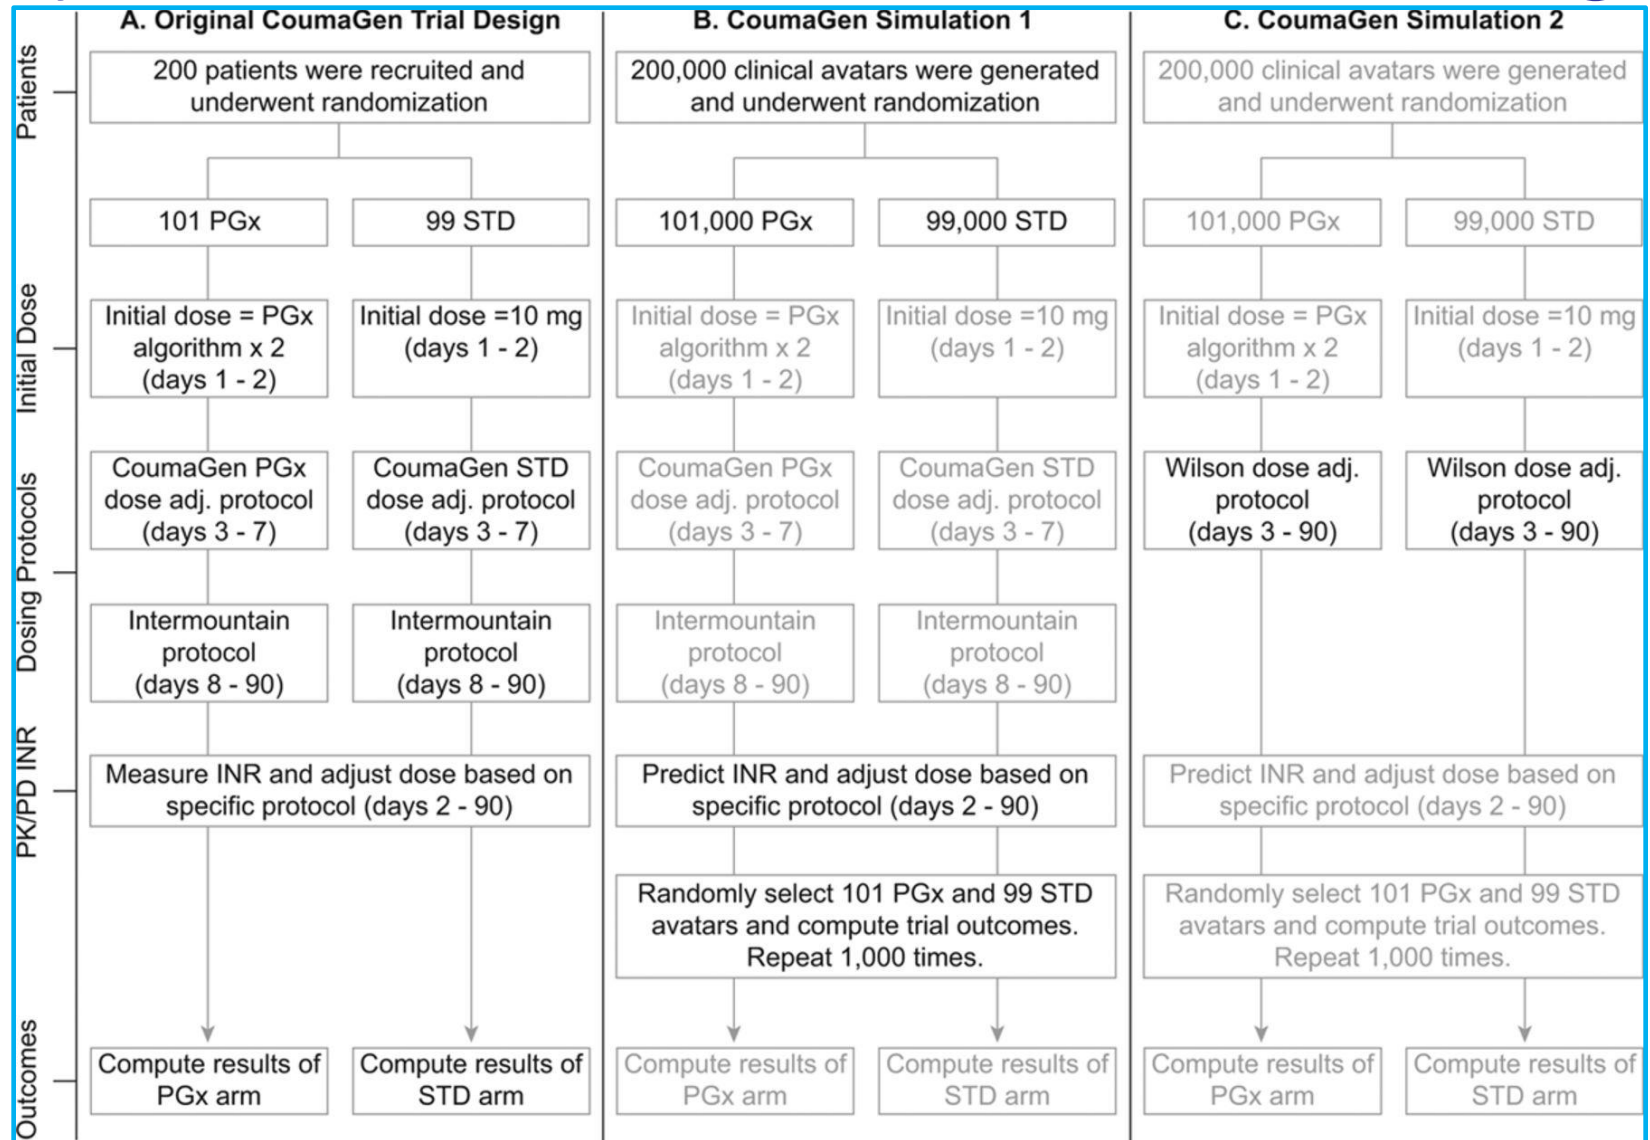 A. Original CoumaGen Trial Design
B. CoumaGen Simulation 1
C. CoumaGen Simulation 2
Patients
200 patients were recruited and
underwent randomization
200,000 clinical avatars were generated
and underwent randomization
200,000 clinical avatars were generated
and underwent randomization
101 PGx
99 STD
101,000 PGx
99,000 STD
101,000 PGx
99,000 STD
Initial Dose
Initial dose = PGx
algorithm x 2
(days 1 - 2)
Initial dose =10 mg
(days 1 - 2)
Initial dose = PGx
algorithm x 2
(days 1 - 2)
Initial dose =10 mg
(days 1 - 2)
Initial dose = PGx
algorithm x 2
(days 1 - 2)
Initial dose =10 mg
(days 1 - 2)
Dosing Protocols
CoumaGen PGx
dose adj. protocol
(days 3 - 7)
CoumaGen STD
dose adj. protocol
(days 3 - 7)
CoumaGen PGx
dose adj. protocol
(days 3 - 7)
CoumaGen STD
dose adj. protocol
(days 3 - 7)
Wilson dose adj.
protocol
(days 3 - 90)
Wilson dose adj.
protocol
(days 3 - 90)
Intermountain
protocol
(days 8 - 90)
Intermountain
protocol
(days 8 - 90)
Intermountain
protocol
(days 8 - 90)
Intermountain
protocol
(days 8 - 90)
PK/PD INR
Measure INR and adjust dose based on
specific protocol (days 2 - 90)
Predict INR and adjust dose based on
specific protocol (days 2 - 90)
Predict INR and adjust dose based on
specific protocol (days 2 - 90)
Randomly select 101 PGx and 99 STD
avatars and compute trial outcomes.
Repeat 1,000 times.
Randomly select 101 PGx and 99 STD
avatars and compute trial outcomes.
Repeat 1,000 times.
Outcomes
Compute results of
PGx arm
Compute results of
STD arm
Compute results of
PGx arm
Compute results of
STD arm
Compute results of
PGx arm
Compute results of
STD arm